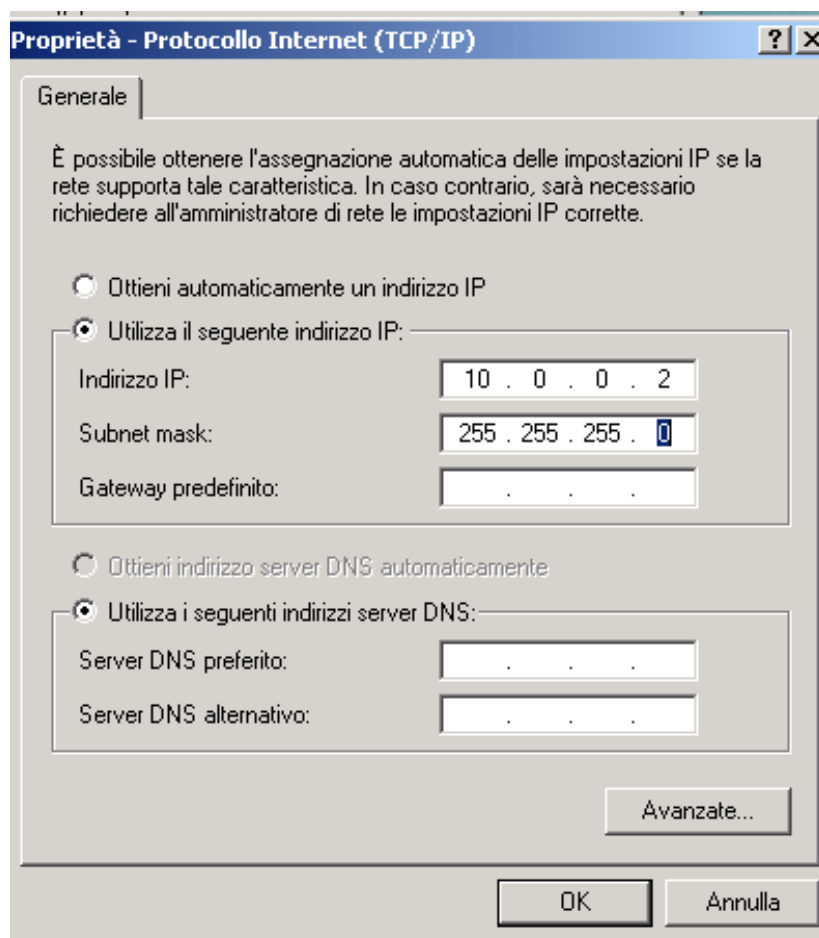 Proprietà - Protocollo Internet (TCP/IP)
Generale
È possibile ottenere l'assegnazione automatica delle impostazioni IP se la
rete supporta tale caratteristica. In caso contrario, sarà necessario
richiedere all'amministratore di rete le impostazioni IP corrette.
Ottieni automaticamente un indirizzo IP
Utilizza il seguente indirizzo IP:
Indirizzo IP: 10 . 0 . 0 . 2
Subnet mask: 255 . 255 . 255 . 0
Gateway predefinito: . . .
Ottieni indirizzo server DNS automaticamente
Utilizza i seguenti indirizzi server DNS:
Server DNS preferito: . . .
Server DNS alternativo: . . .
Avanzate...
OK Annulla